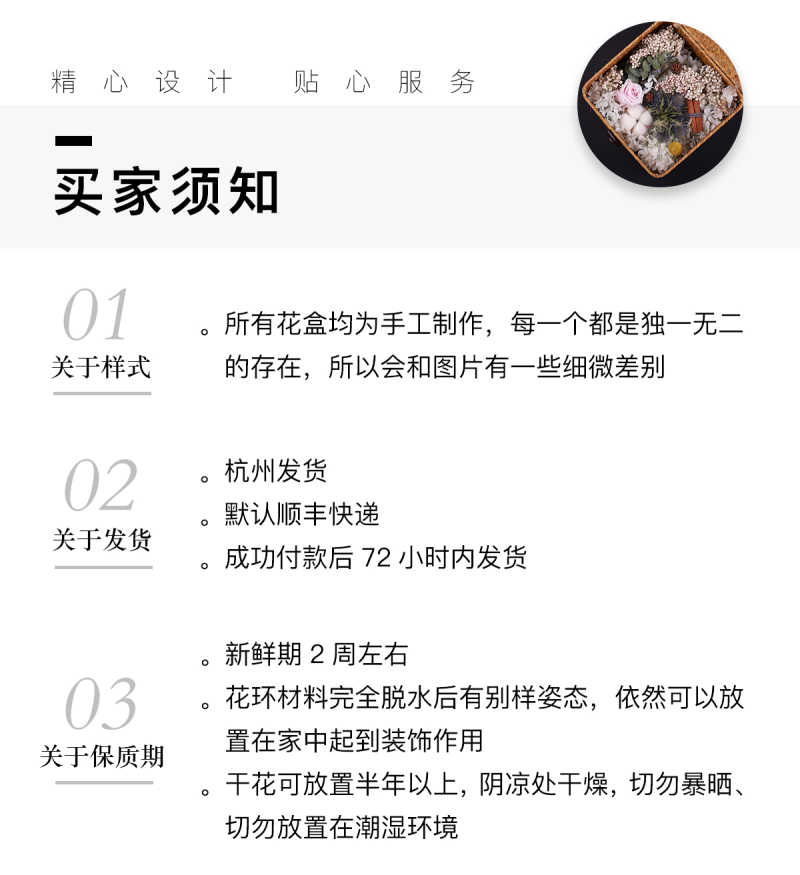 精心设计 贴心服务
买家须知
01
关于样式
。所有花盒均为手工制作，每一个都是独一无二
的存在，所以会和图片有一些细微差别
02
关于发货
。杭州发货
。默认顺丰快递
。成功付款后 72 小时内发货
03
关于保质期
。新鲜期 2 周左右
。花环材料完全脱水后有别样姿态，依然可以放
置在家中起到装饰作用
。干花可放置半年以上，阴凉处干燥，切勿暴晒、
切勿放置在潮湿环境